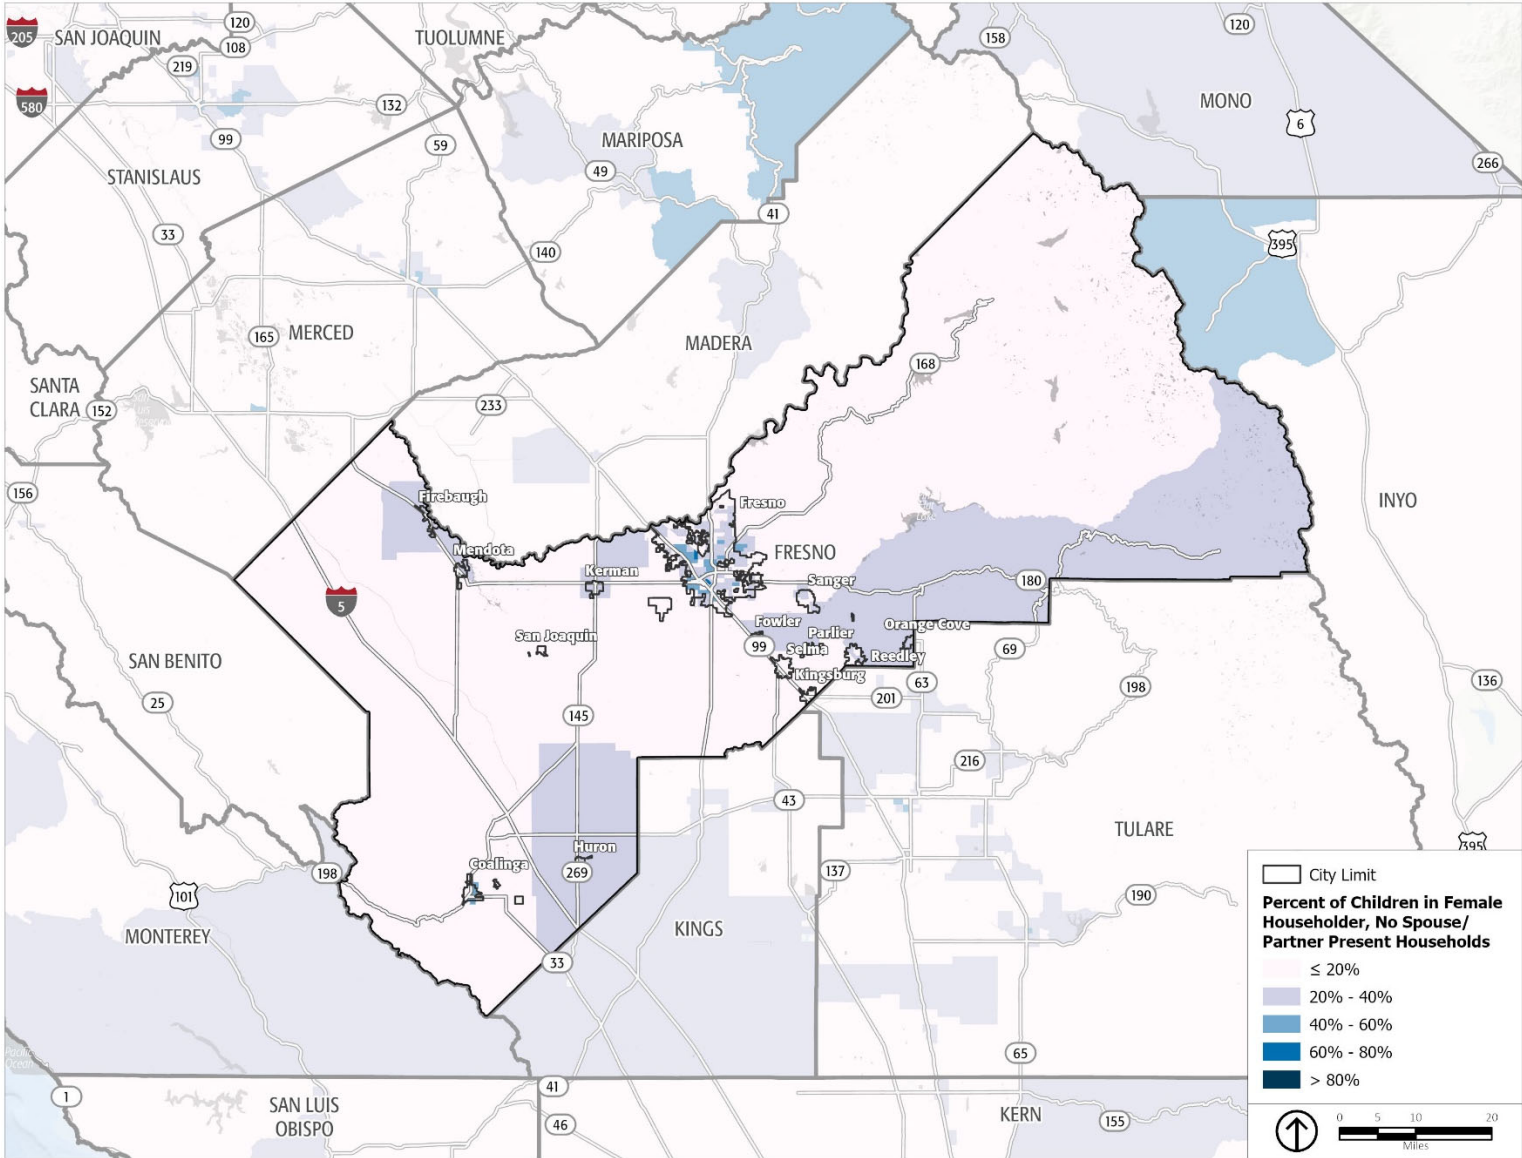 205
SAN JOAQUIN
120
108
TUOLUMNE
158
120
219
580
132
MONO
6
99
59
MARIPOSA
266
STANISLAUS
49
41
33
140
395
165
MERCED
MADERA
168
SANTA
CLARA
152
233
156
Firebaugh
Fresno
INYO
Mendota
FRESNO
Kerman
Sanger
180
5
San Joaquin
Fowler
Parlier
Orange Cove
99
Selma
Reedley
69
SAN BENITO
Kingsburg
63
198
136
25
201
145
216
43
TULARE
395
Huron
Coalinga
198
269
137
190
101
MONTEREY
KINGS
33
65
Pacific
Ocean
1
41
SAN LUIS
OBISPO
46
KERN
155
City Limit
Percent of Children in Female
Householder, No Spouse/
Partner Present Households
≤ 20%
20% - 40%
40% - 60%
60% - 80%
> 80%
0 5 10 20
Miles